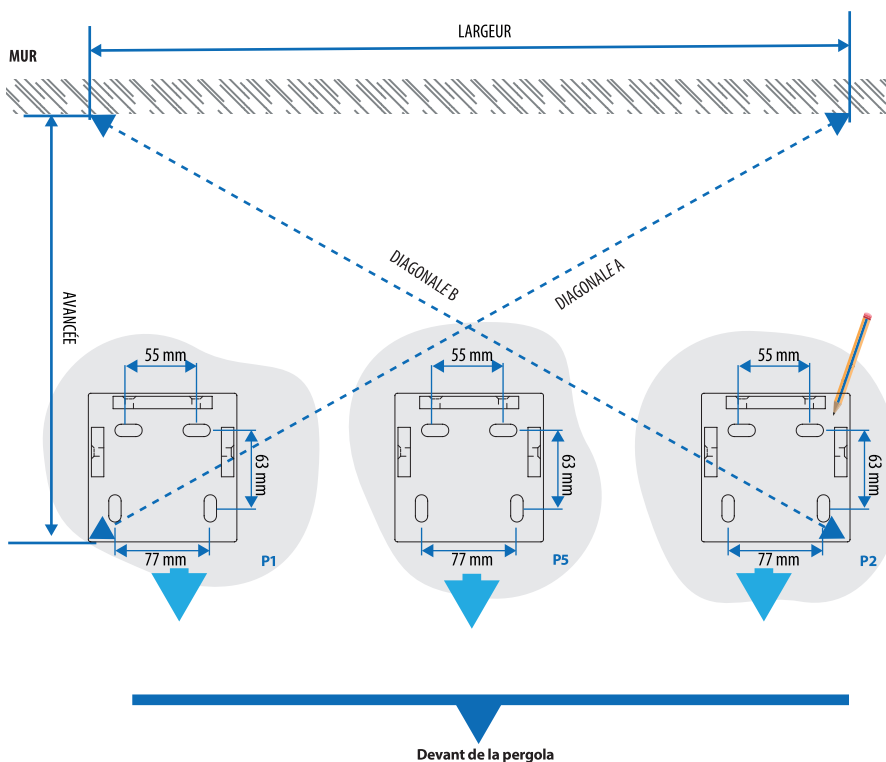 LARGEUR
MUR
DIAGONALE B
DIAGONALE A
AVANCÉE
55 mm
55 mm
55 mm
63 mm
63 mm
63 mm
77 mm
P1
77 mm
P5
77 mm
P2
Devant de la pergola